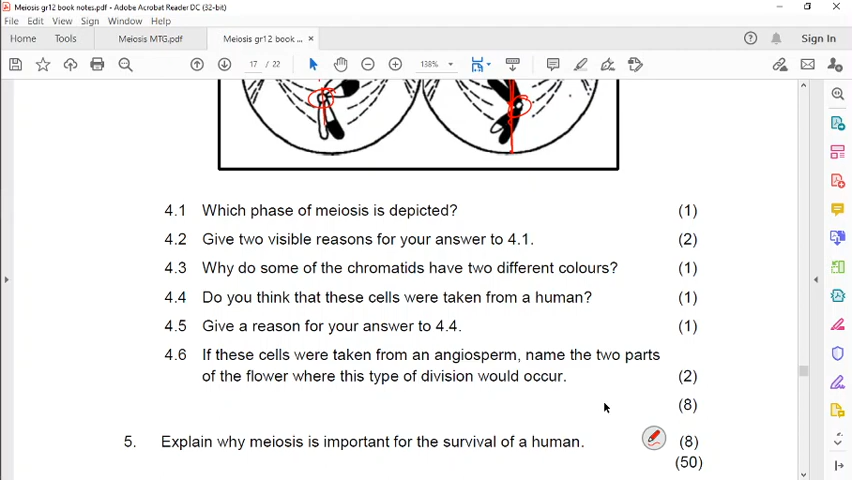 Meiosis gr12 book notes.pdf - Adobe Acrobat Reader DC (32-bit)
File Edit View Sign Window Help
Home Tools Meiosis MTG.pdf Meiosis gr12 book ... × Sign In
17 / 22 138%
4.1 Which phase of meiosis is depicted? (1)
4.2 Give two visible reasons for your answer to 4.1. (2)
4.3 Why do some of the chromatids have two different colours? (1)
4.4 Do you think that these cells were taken from a human? (1)
4.5 Give a reason for your answer to 4.4. (1)
4.6 If these cells were taken from an angiosperm, name the two parts
of the flower where this type of division would occur. (2)
(8)
5. Explain why meiosis is important for the survival of a human. (8)
(50)